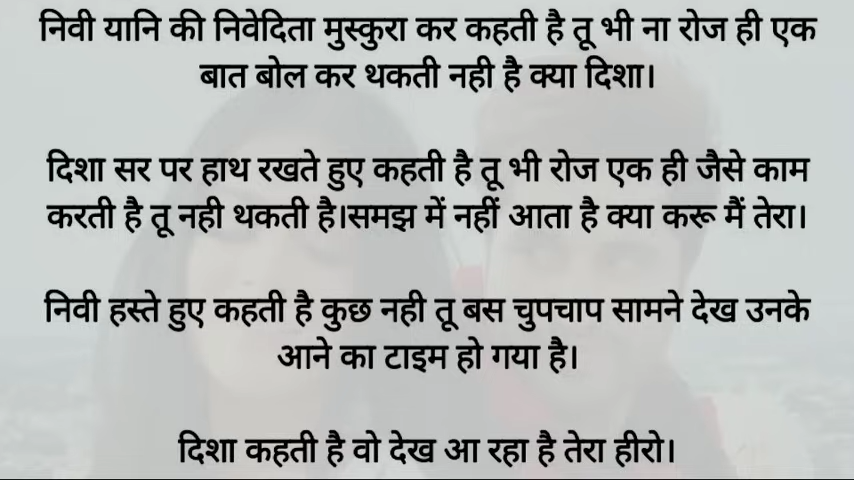 निवी यानि की निवेदिता मुस्कुरा कर कहती है तू भी ना रोज ही एक
बात बोल कर थकती नही है क्या दिशा।
दिशा सर पर हाथ रखते हुए कहती है तू भी रोज एक ही जैसे काम
करती है तू नही थकती है।समझ में नहीं आता है क्या करू मैं तेरा।
निवी हस्ते हुए कहती है कुछ नही तू बस चुपचाप सामने देख उनके
आने का टाइम हो गया है।
दिशा कहती है वो देख आ रहा है तेरा हीरो।